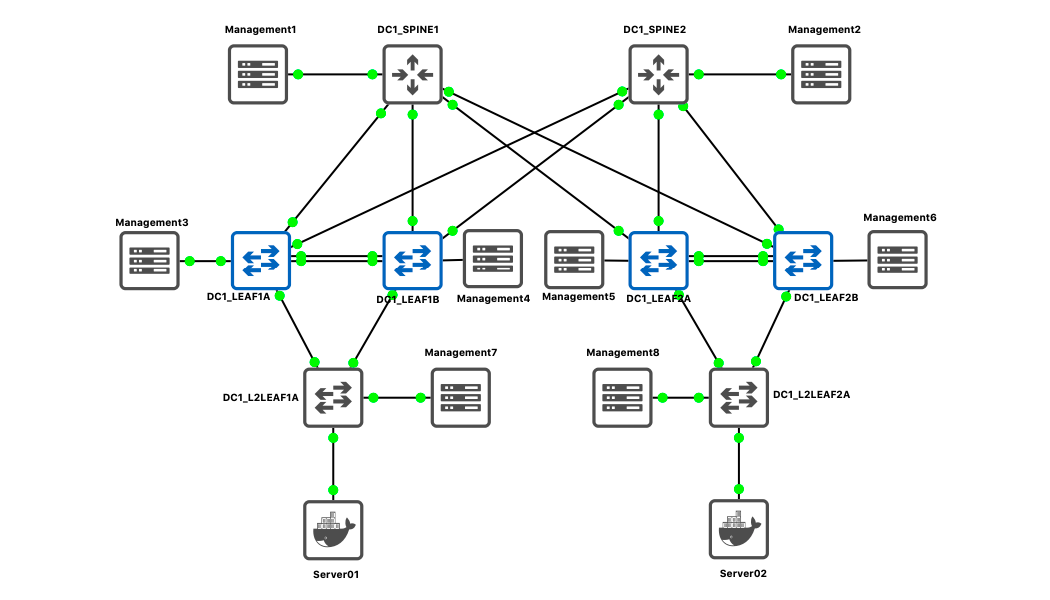 Management1
DC1_SPINE1
DC1_SPINE2
Management2
Management3
Management6
DC1_LEAF1A
DC1_LEAF1B
Management4
Management5
DC1_LEAF2A
DC1_LEAF2B
Management7
Management8
DC1_L2LEAF1A
DC1_L2LEAF2A
Server01
Server02